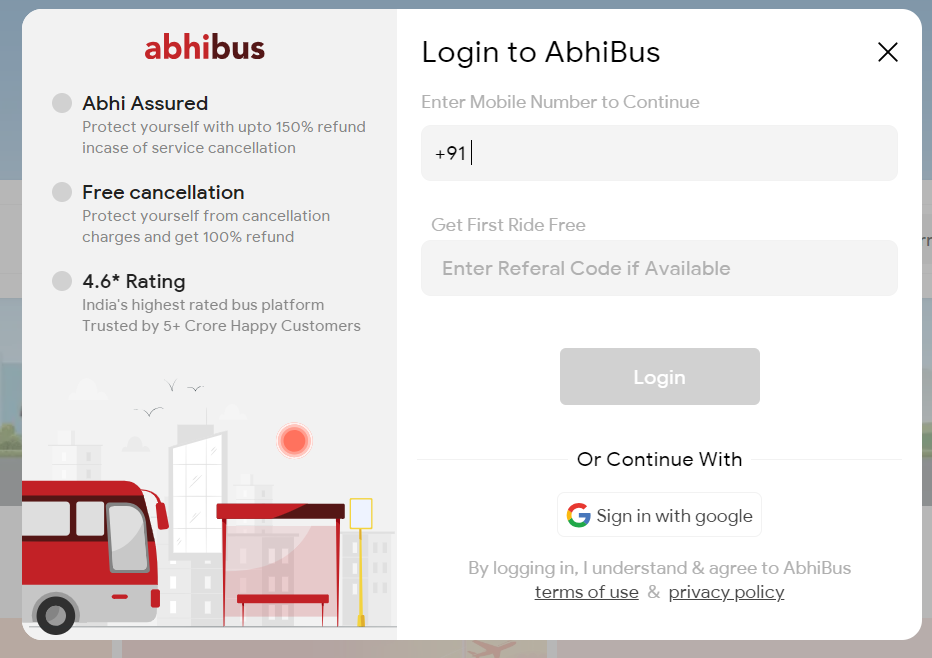 abhibus
Abhi Assured
Protect yourself with upto 150% refund
incase of service cancellation
Free cancellation
Protect yourself from cancellation
charges and get 100% refund
4.6* Rating
India's highest rated bus platform
Trusted by 5+ Crore Happy Customers
Login to AbhiBus
Enter Mobile Number to Continue
+91
Get First Ride Free
Enter Referal Code if Available
Login
Or Continue With
Sign in with google
By logging in, I understand & agree to AbhiBus
terms of use & privacy policy